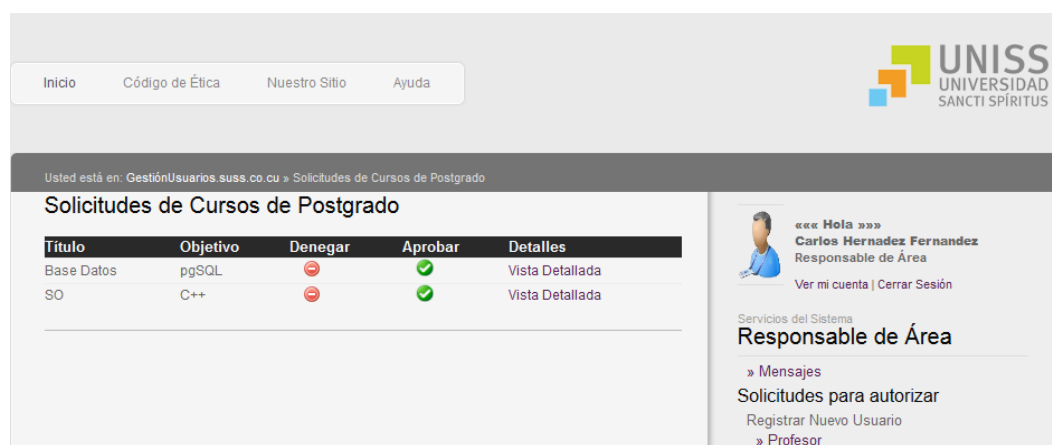 Inicio Código de Ética Nuestro Sitio Ayuda
UNISS
UNIVERSIDAD
SANCTI SPÍRITUS
Usted está en: GestiónUsuarios.suss.co.cu » Solicitudes de Cursos de Postgrado
Solicitudes de Cursos de Postgrado
Título Objetivo Denegar Aprobar Detalles
Base Datos pgSQL Vista Detallada
SO C++ Vista Detallada
««« Hola »»»
Carlos Hernadez Fernandez
Responsable de Área
Ver mi cuenta | Cerrar Sesión
Servicios del Sistema
Responsable de Área
» Mensajes
Solicitudes para autorizar
Registrar Nuevo Usuario
» Profesor